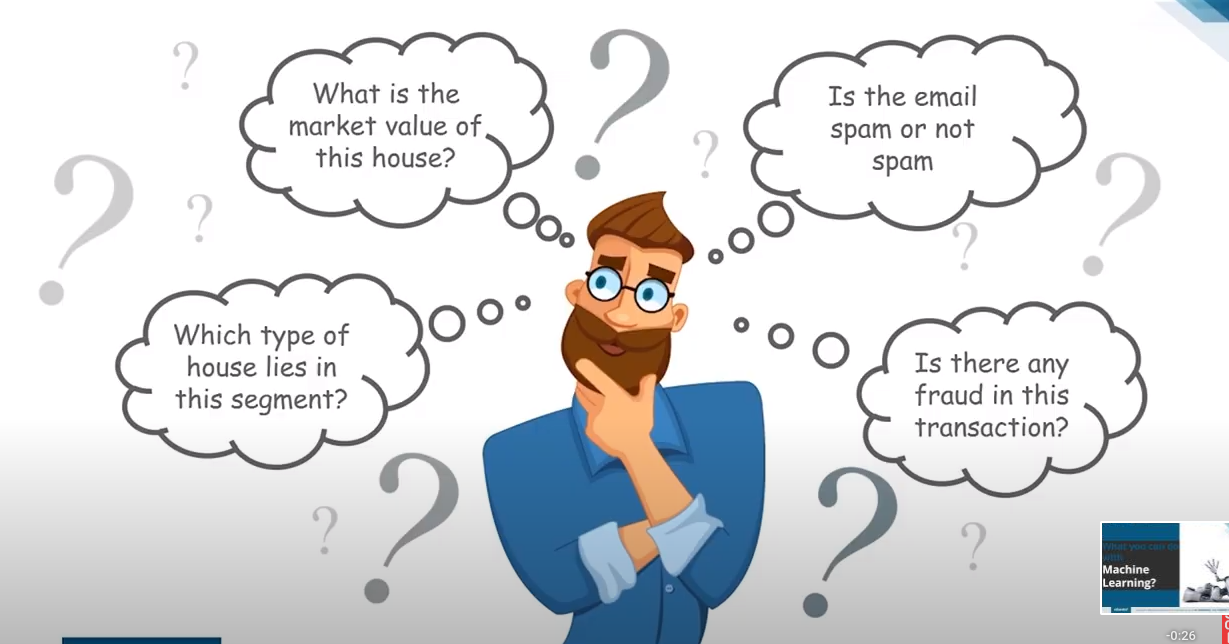 What is the
market value of
this house?
Is the email
spam or not
spam
Which type of
house lies in
this segment?
Is there any
fraud in this
transaction?
What you can do
with
Machine
Learning?
-0:26